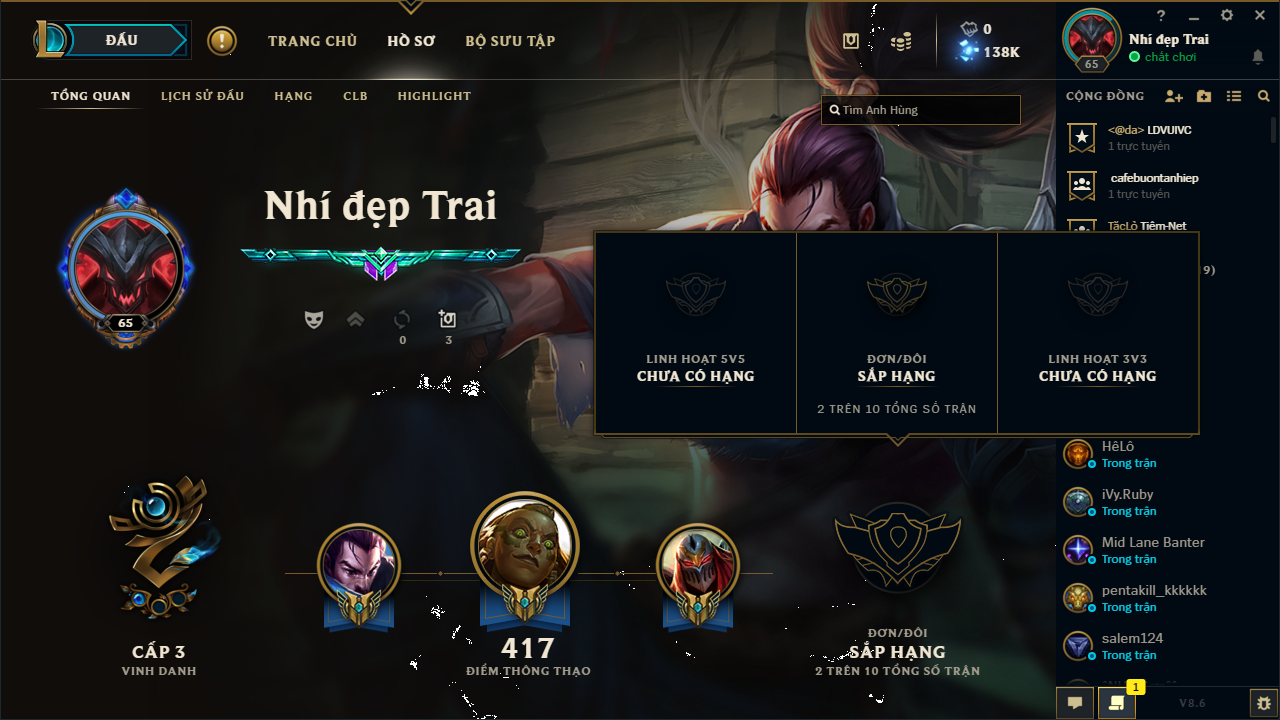 ĐẤU
TRANG CHỦ
HỒ SƠ
BỘ SƯU TẬP
0
138K
?
Nhí đẹp Trai
chất chơi
65
TỔNG QUAN
LỊCH SỬ ĐẤU
HẠNG
CLB
HIGHLIGHT
Tìm Anh Hùng
CỘNG ĐỒNG
<@da> LDVUIVC
1 trực tuyến
cafebuontanhiep
1 trực tuyến
TắcLộ Tiệm-Net
9)
Nhí đẹp Trai
65
0
3
LINH HOẠT 5V5
CHƯA CÓ HẠNG
ĐƠN/ĐÔI
SẮP HẠNG
2 TRÊN 10 TỔNG SỐ TRẬN
LINH HOẠT 3V3
CHƯA CÓ HẠNG
HêLô
Trong trận
iVy.Ruby
Trong trận
Mid Lane Banter
Trong trận
pentakill_kkkkkk
Trong trận
salem124
Trong trận
CẤP 3
VINH DANH
417
ĐIỂM THÔNG THẠO
ĐƠN/ĐÔI
SẮP HẠNG
2 TRÊN 10 TỔNG SỐ TRẬN
1
V8.6